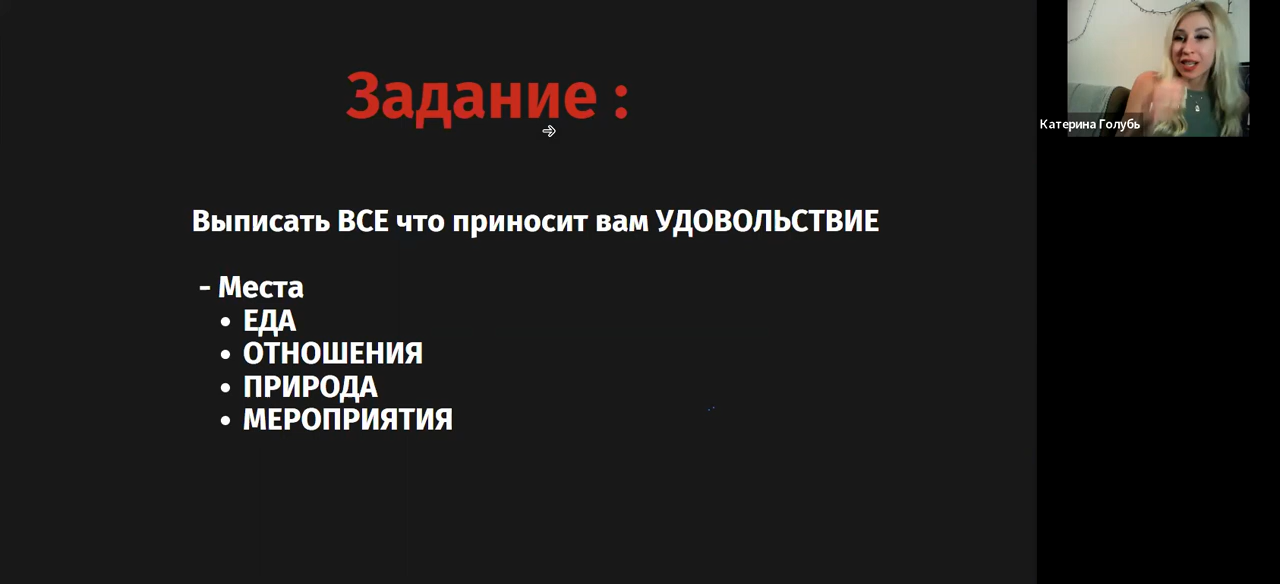 Задание :
Выписать ВСЕ что приносит вам УДОВОЛЬСТВИЕ
- Места
• ЕДА
• ОТНОШЕНИЯ
• ПРИРОДА
• МЕРОПРИЯТИЯ
Катерина Голубь